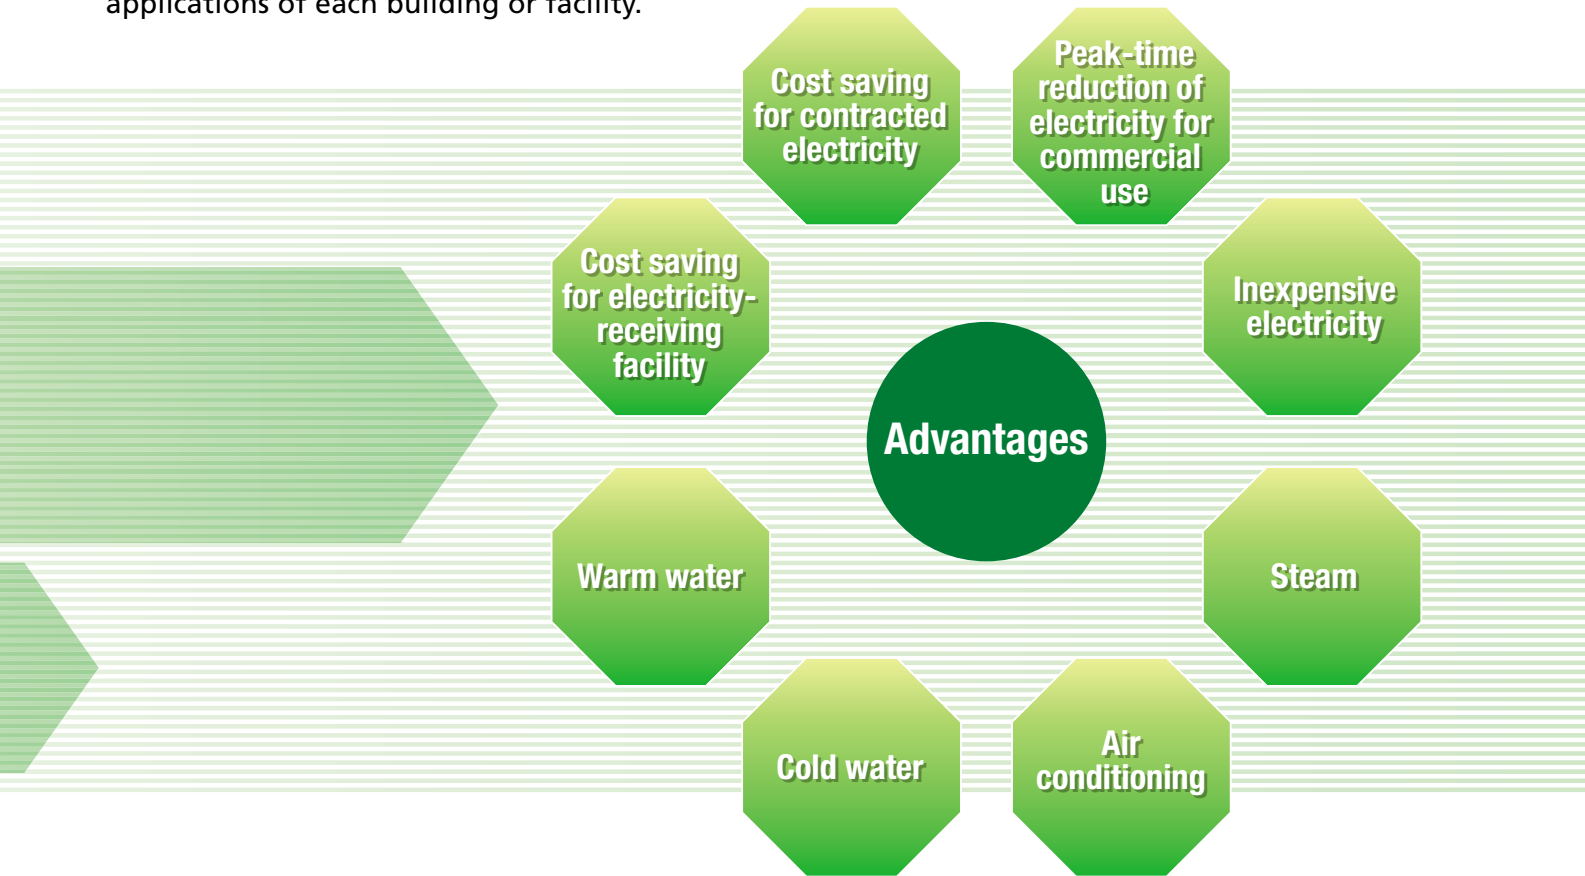 applications of each building or facility.
Cost saving
for contracted
electricity
Peak-time
reduction of
electricity for
commercial
use
Cost saving
for electricity-
receiving
facility
Inexpensive
electricity
Advantages
Warm water
Steam
Cold water
Air
conditioning